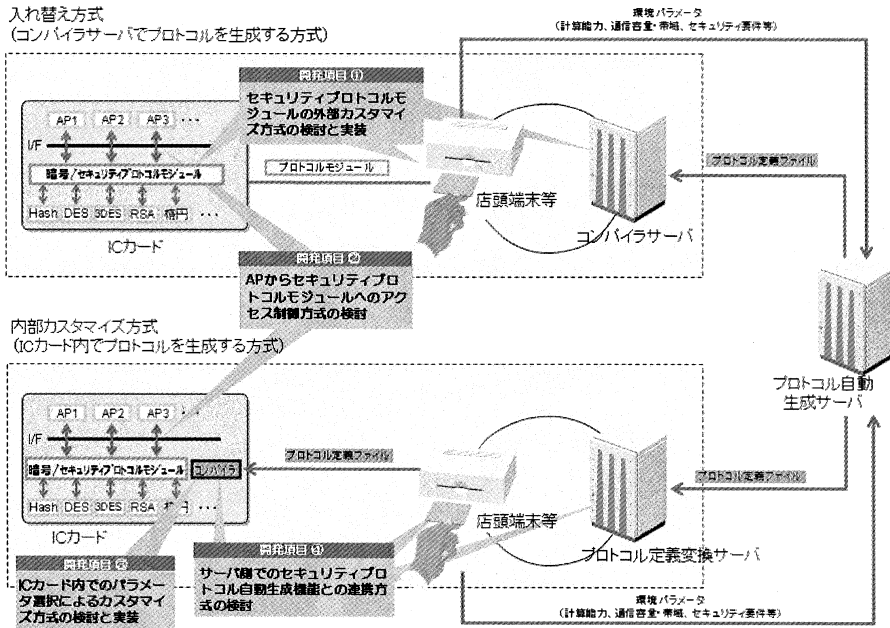 入れ替え方式
(コンパイラサーバでプロトコルを生成する方式)
環境パラメータ
(計算能力、通信容量・帯域、セキュリティ要件等)
開発項目①
セキュリティプロトコルモ
ジュールの外部カスタマイ
ズ方式の検討と実装
AP1 AP2 AP3 ・・・
I/F
暗号/セキュリティプロトコルモジュール
Hash DES 3DES RSA 楕円 ・・・
ICカード
プロトコルモジュール
店頭端末等
コンパイラサーバ
プロトコル定義ファイル
開発項目②
APからセキュリティプロ
トコルモジュールへのアク
セス制御方式の検討
プロトコル自動
生成サーバ
内部カスタマイズ方式
(ICカード内でプロトコルを生成する方式)
AP1 AP2 AP3 ・・・
I/F
暗号/セキュリティプロトコルモジュール
コンパイラ
Hash DES 3DES RSA 楕円 ・・・
ICカード
プロトコル定義ファイル
店頭端末等
プロトコル定義変換サーバ
プロトコル定義ファイル
開発項目③
ICカード内でのパラメー
タ選択によるカスタマイ
ズ方式の検討と実装
開発項目④
サーバ側でのセキュリティプロ
トコル自動生成機能との連携方
式の検討
環境パラメータ
(計算能力、通信容量・帯域、セキュリティ要件等)